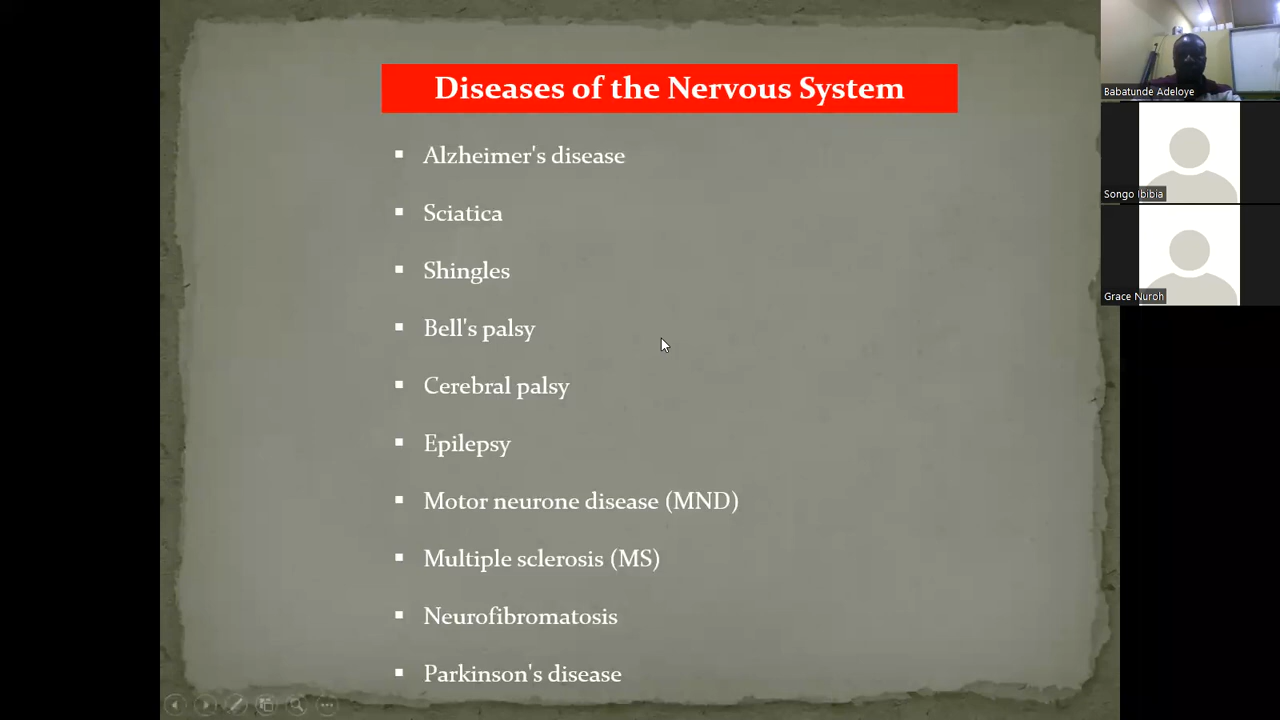 Diseases of the Nervous System
▪ Alzheimer's disease
▪ Sciatica
▪ Shingles
▪ Bell's palsy
▪ Cerebral palsy
▪ Epilepsy
▪ Motor neurone disease (MND)
▪ Multiple sclerosis (MS)
▪ Neurofibromatosis
▪ Parkinson's disease
Babatunde Adeloye
Songo Ibibia
Grace Nuroh